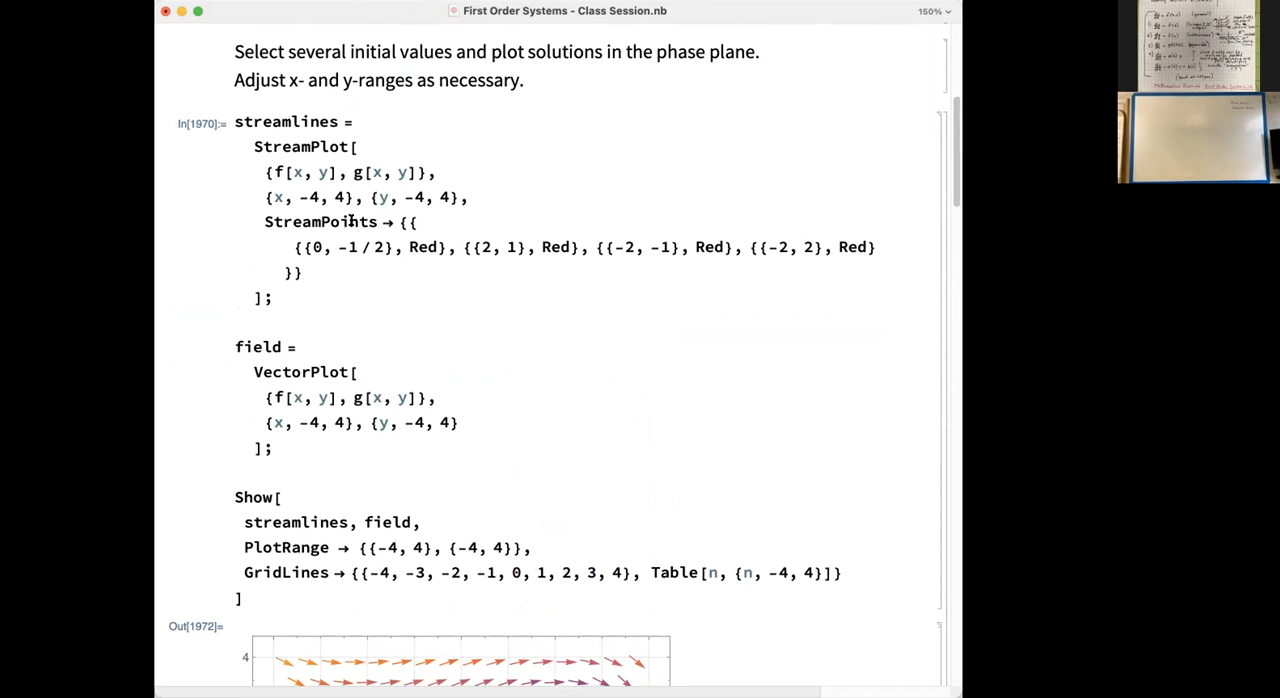 First Order Systems - Class Session.nb
150%
Select several initial values and plot solutions in the phase plane.
Adjust x- and y-ranges as necessary.
In[1970]:= streamlines =
StreamPlot[
{f[x, y], g[x, y]},
{x, -4, 4}, {y, -4, 4},
StreamPoints → {{
{{0, -1 / 2}, Red}, {{2, 1}, Red}, {{-2, -1}, Red}, {{-2, 2}, Red}
}}
];
field =
VectorPlot[
{f[x, y], g[x, y]},
{x, -4, 4}, {y, -4, 4}
];
Show[
streamlines, field,
PlotRange → {{-4, 4}, {-4, 4}},
GridLines → {{-4, -3, -2, -1, 0, 1, 2, 3, 4}, Table[n, {n, -4, 4}]}
]
Out[1972]=
4